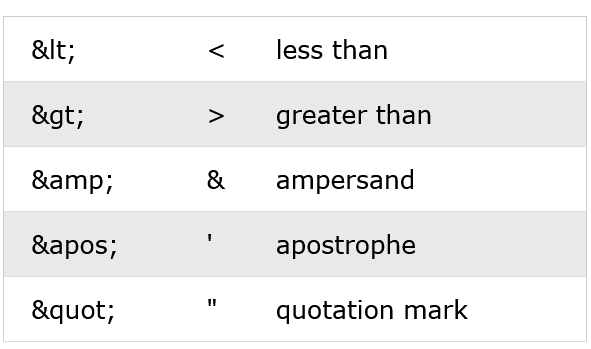 &lt; < less than
&gt; > greater than
&amp; & ampersand
&apos; ' apostrophe
&quot; " quotation mark